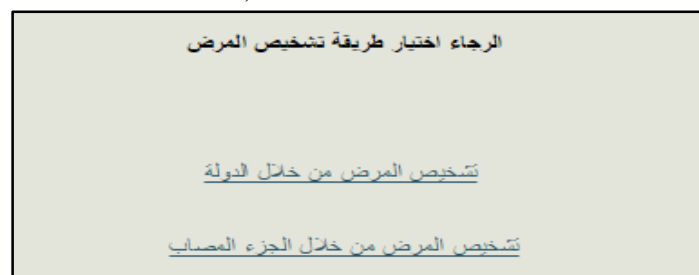 الرجاء اختيار طريقة تشخيص المرض
تشخيص المرض من خلال الدولة
تشخيص المرض من خلال الجزء المصاب